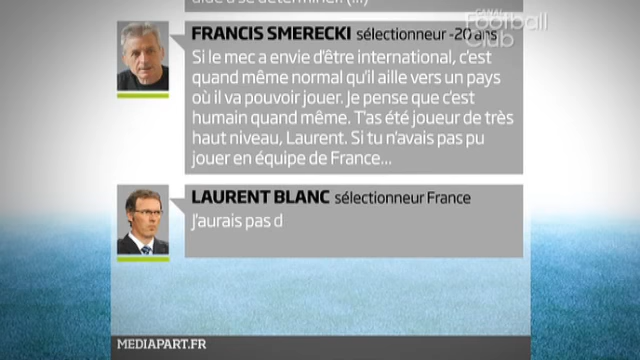 CANAL
Football
Club
FRANCIS SMERECKI sélectionneur -20 ans
Si le mec a envie d'être international, c'est
quand même normal qu'il aille vers un pays
où il va pouvoir jouer. Je pense que c'est
humain quand même. T'as été joueur de très
haut niveau, Laurent. Si tu n'avais pas pu
jouer en équipe de France...
LAURENT BLANC sélectionneur France
J'aurais pas d
MEDIAPART.FR